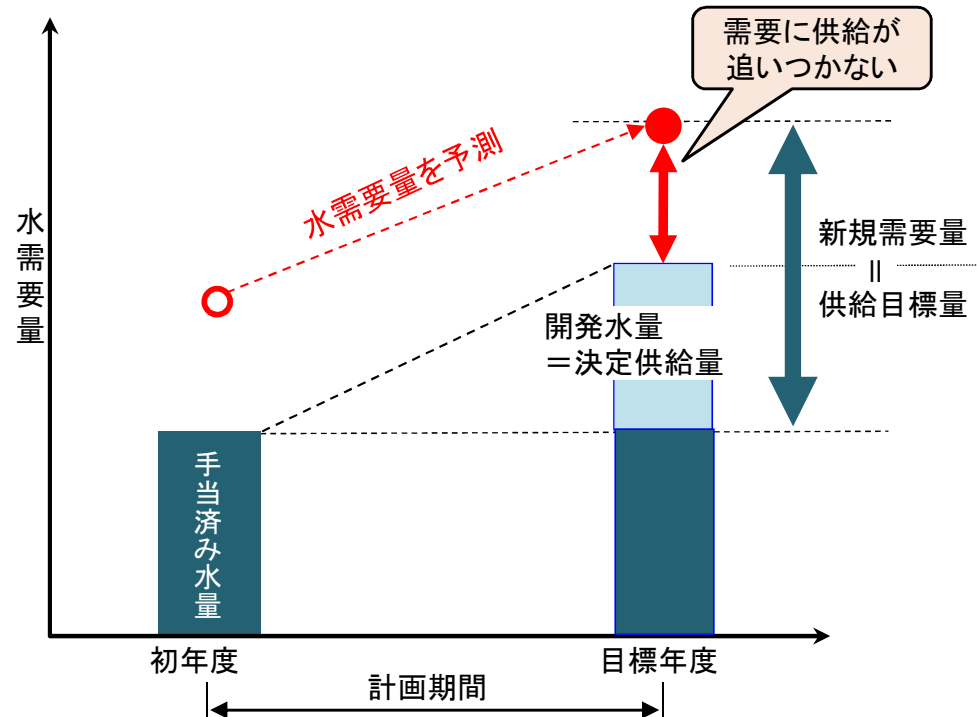 需要に供給が
追いつかない
水需要量を予測
水需要量
新規需要量
＝
供給目標量
開発水量
＝決定供給量
手当済み水量
初年度
目標年度
計画期間